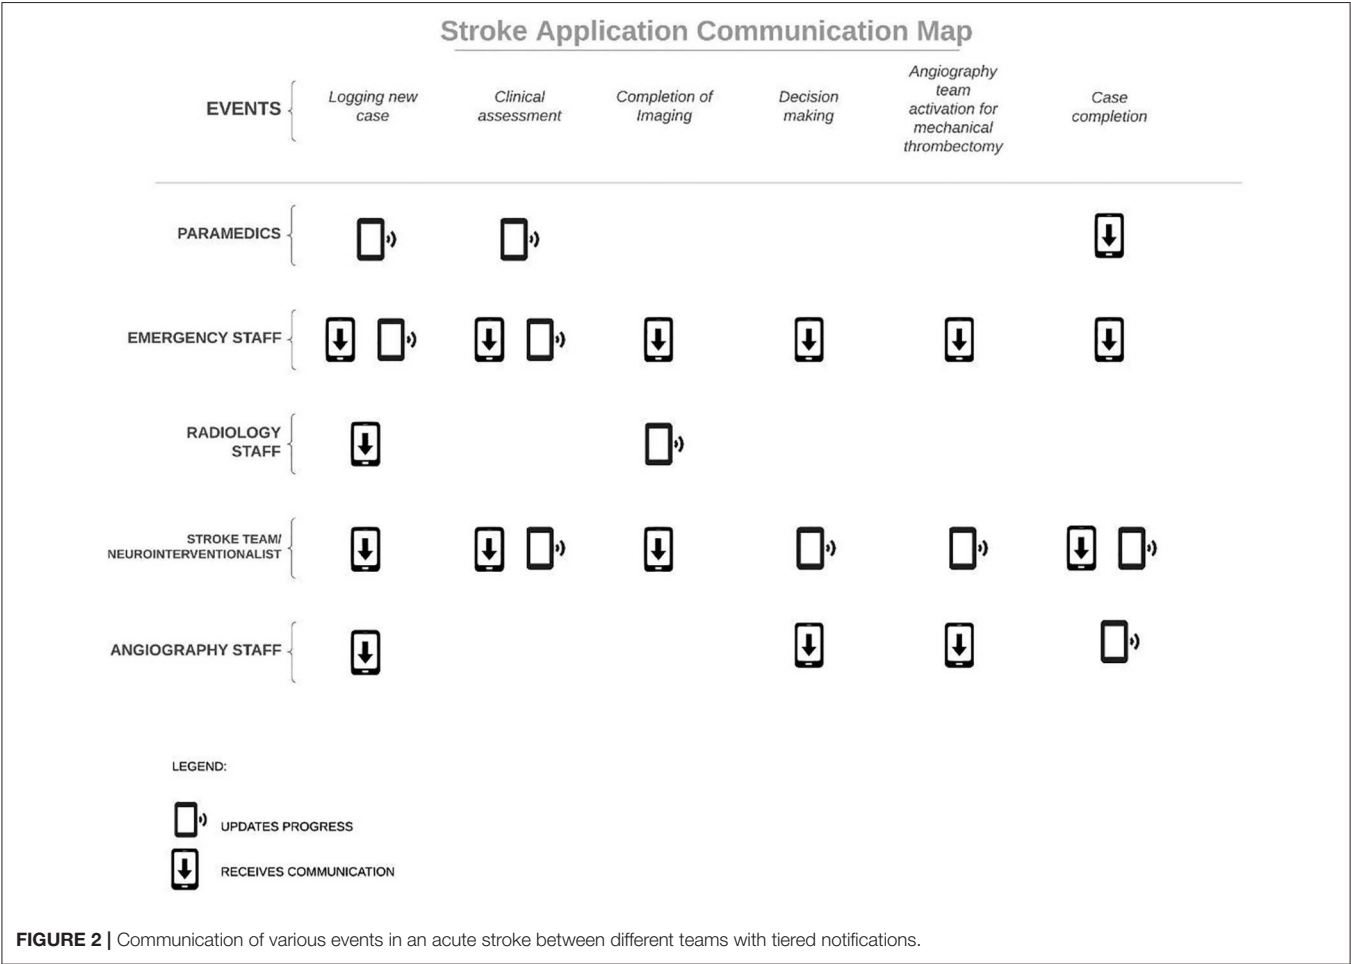 Stroke Application Communication Map
EVENTS
Logging new
case
Clinical
assessment
Completion of
Imaging
Decision
making
Angiography
team
activation for
mechanical
thrombectomy
Case
completion
PARAMEDICS
EMERGENCY STAFF
RADIOLOGY
STAFF
STROKE TEAM/
NEUROINTERVENTIONALIST
ANGIOGRAPHY STAFF
LEGEND:
UPDATES PROGRESS
RECEIVES COMMUNICATION
FIGURE 2 | Communication of various events in an acute stroke between different teams with tiered notifications.